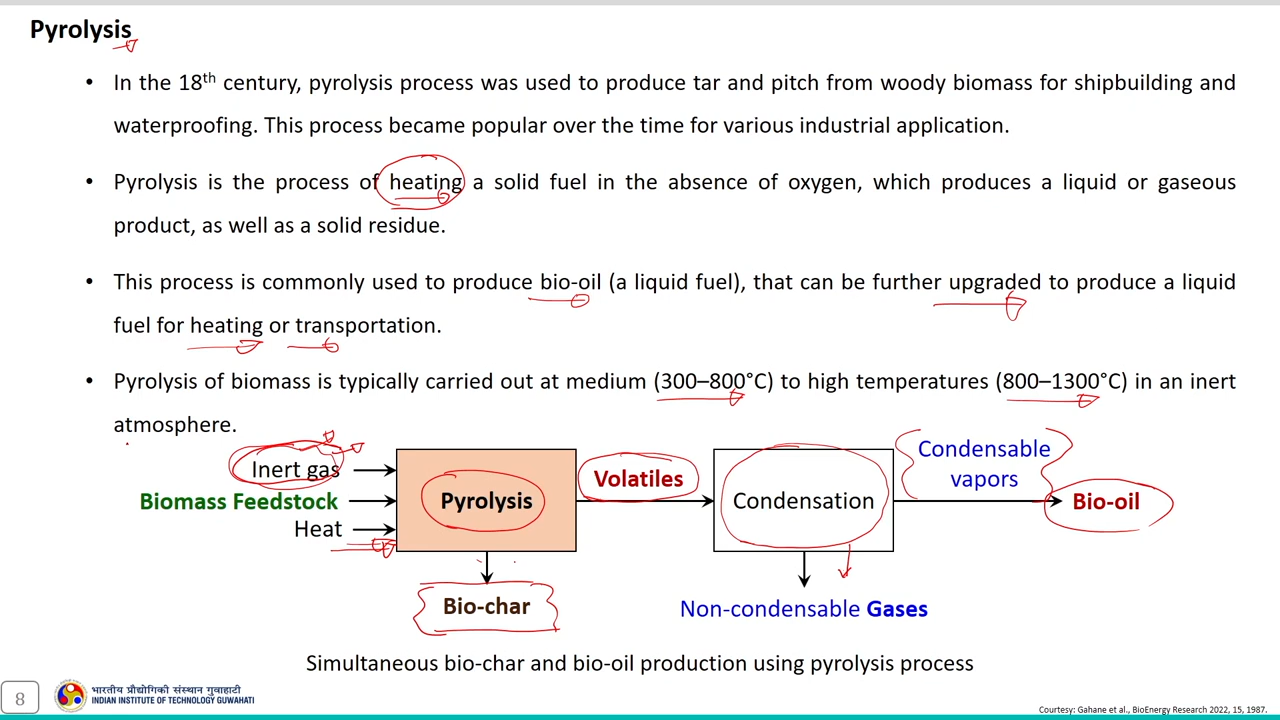 Pyrolysis
• In the 18th century, pyrolysis process was used to produce tar and pitch from woody biomass for shipbuilding and
waterproofing. This process became popular over the time for various industrial application.
• Pyrolysis is the process of heating a solid fuel in the absence of oxygen, which produces a liquid or gaseous
product, as well as a solid residue.
• This process is commonly used to produce bio-oil (a liquid fuel), that can be further upgraded to produce a liquid
fuel for heating or transportation.
• Pyrolysis of biomass is typically carried out at medium (300–800°C) to high temperatures (800–1300°C) in an inert
atmosphere.
Inert gas
Biomass Feedstock
Heat
Pyrolysis
Volatiles
Condensation
Condensable
vapors
Bio-oil
Bio-char
Non-condensable Gases
Simultaneous bio-char and bio-oil production using pyrolysis process
8
भारतीय प्रौद्योगिकी संस्थान गुवाहाटी
INDIAN INSTITUTE OF TECHNOLOGY GUWAHATI
Courtesy: Gahane et al., BioEnergy Research 2022, 15, 1987.